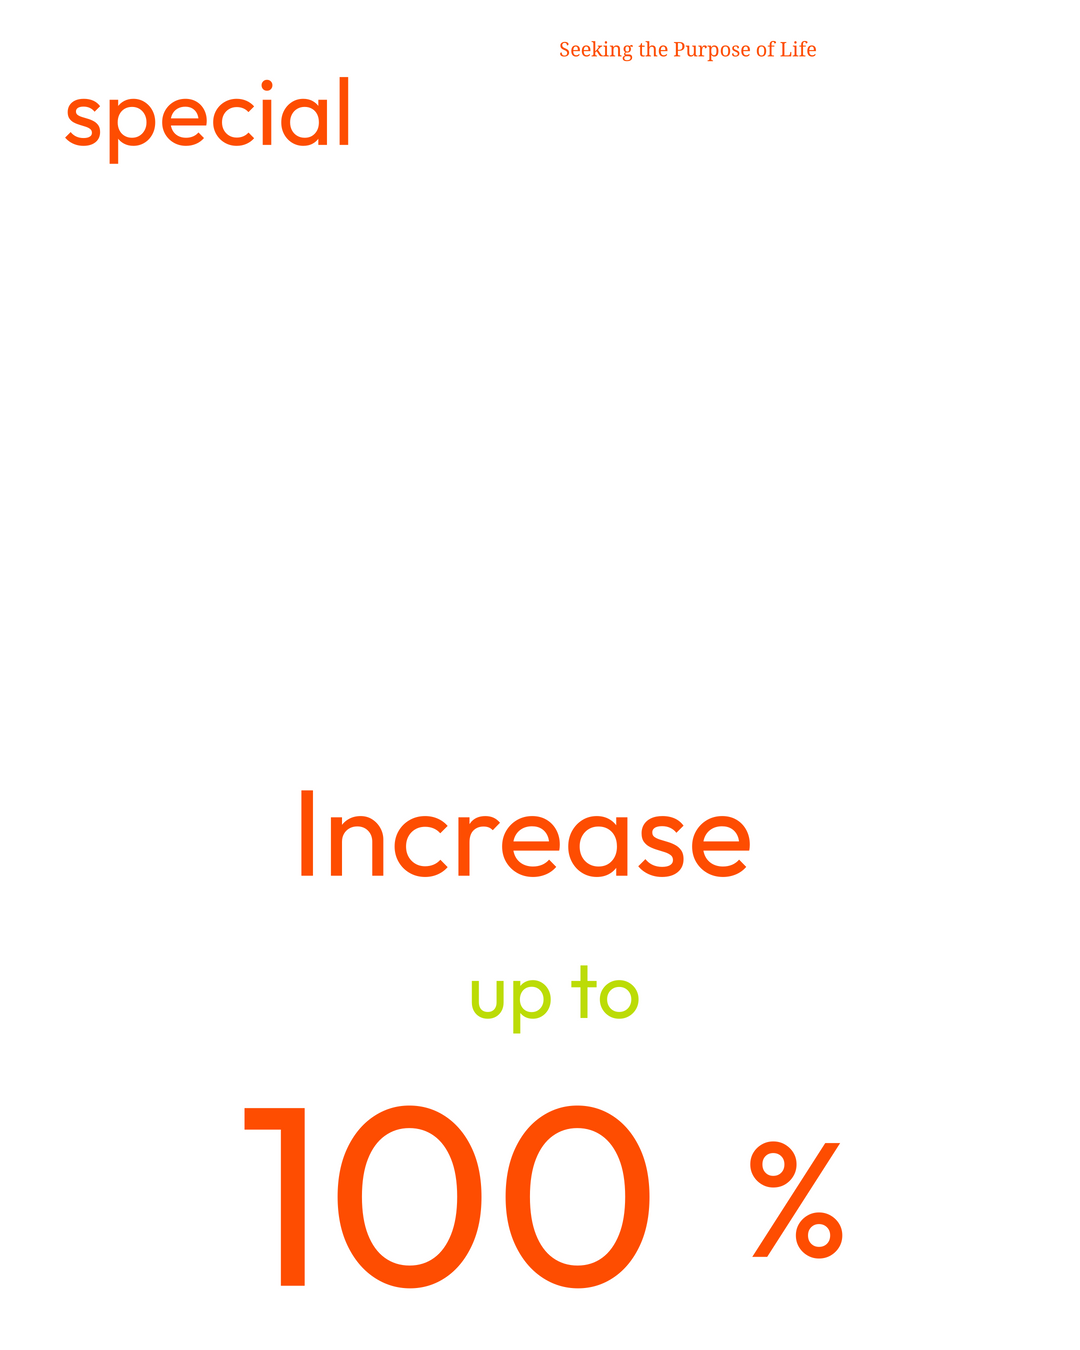 Seeking the Purpose of Life
special
Increase
up to
100 %